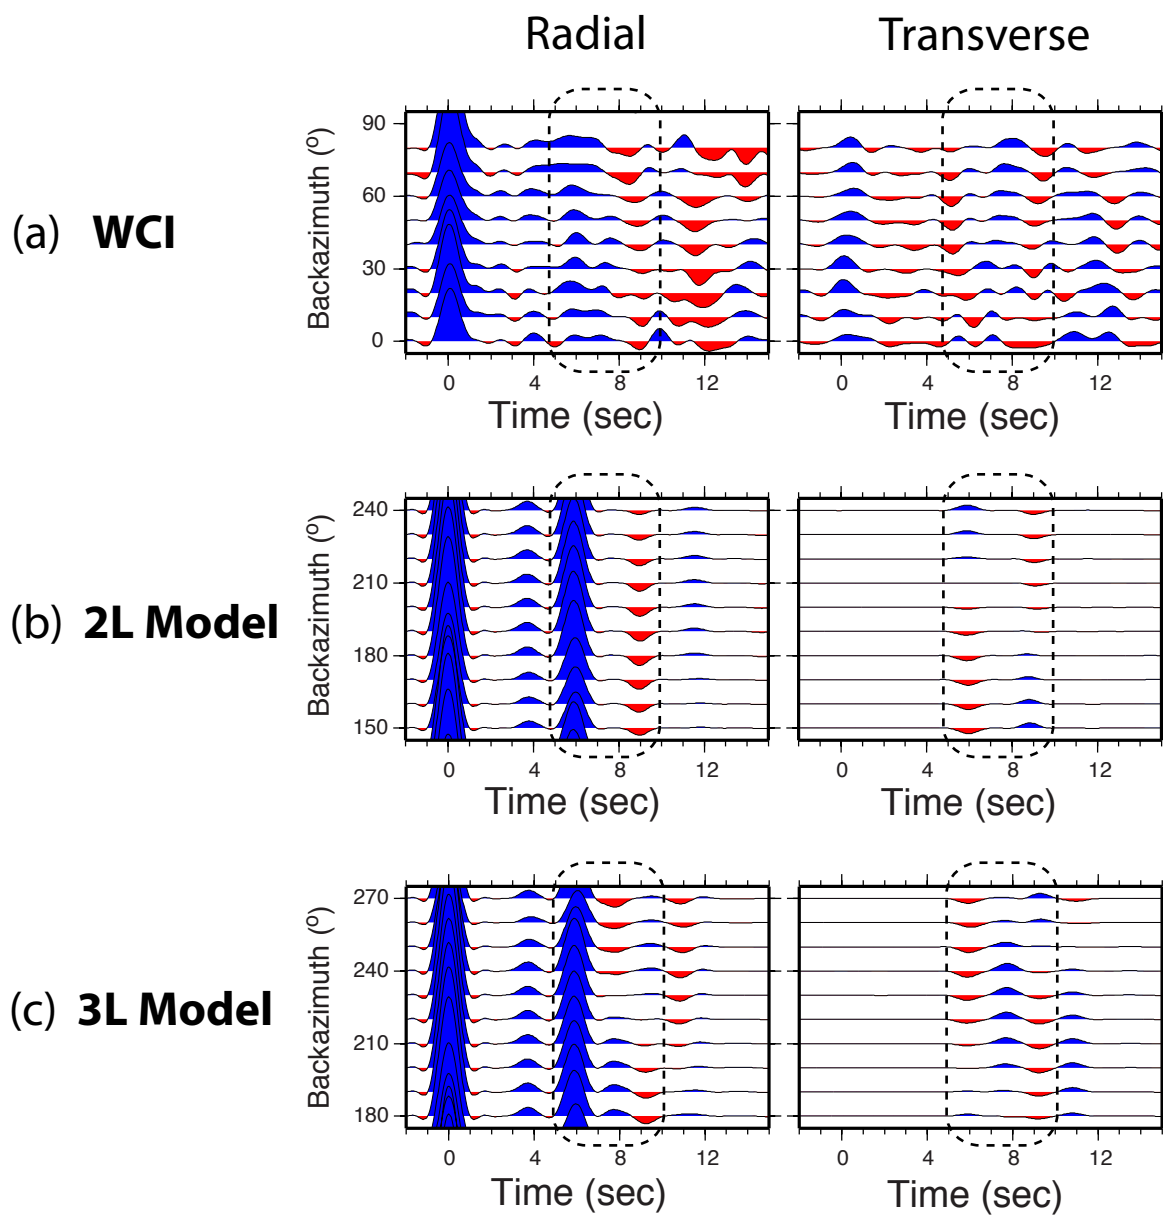 Radial Transverse
(a) WCI
Backazimuth (º)
90
60
30
0
0 4 8 12
Time (sec)
0 4 8 12
Time (sec)
(b) 2L Model
Backazimuth (º)
240
210
180
150
0 4 8 12
Time (sec)
0 4 8 12
Time (sec)
(c) 3L Model
Backazimuth (º)
270
240
210
180
0 4 8 12
Time (sec)
0 4 8 12
Time (sec)